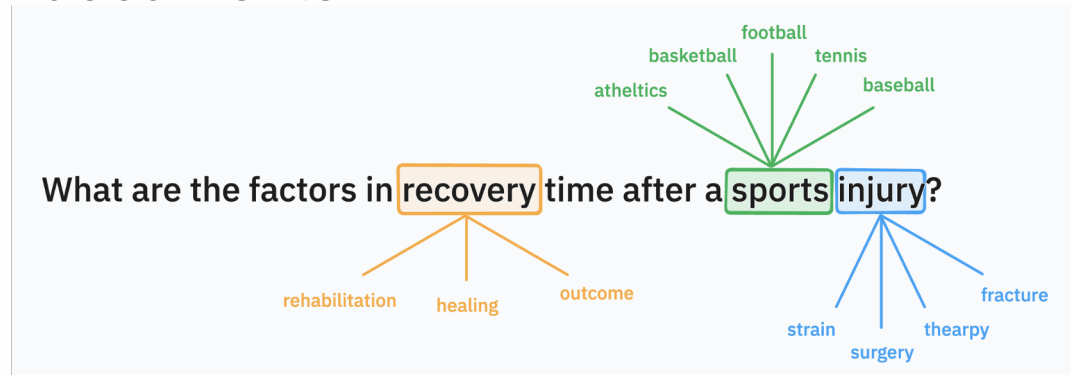 football
basketball
tennis
atheltics
baseball
What are the factors in recovery time after a sports injury?
rehabilitation
healing
outcome
strain
surgery
thearpy
fracture